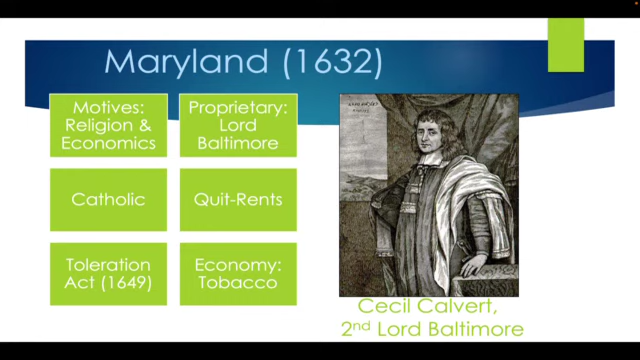 Maryland (1632)
Motives:
Religion &
Economics
Proprietary:
Lord
Baltimore
Catholic
Quit-Rents
Toleration
Act (1649)
Economy:
Tobacco
Cecil Calvert,
2nd Lord Baltimore